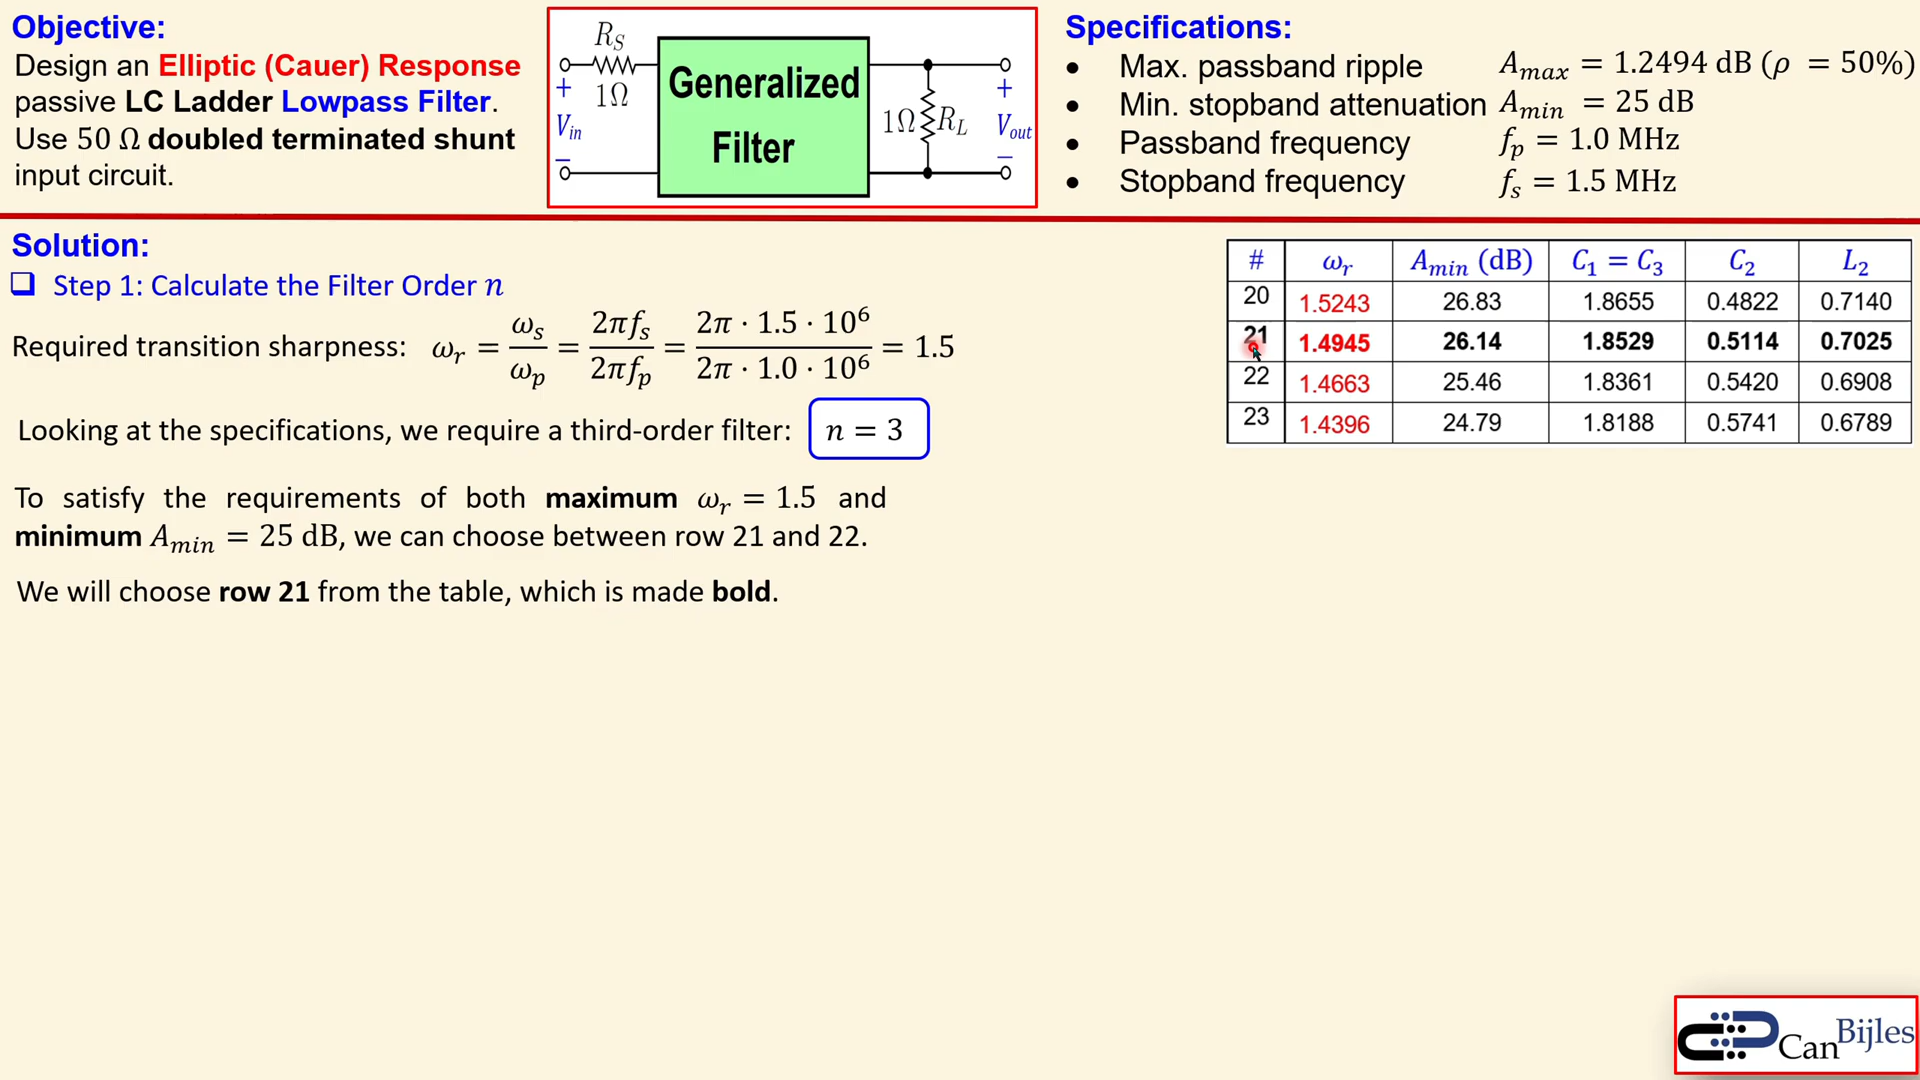 Objective:
Design an Elliptic (Cauer) Response
passive LC Ladder Lowpass Filter.
Use 50 Ω doubled terminated shunt
input circuit.
R_S
1Ω
+
V_in
−
Generalized
Filter
1Ω R_L
+
V_out
−
Specifications:
• Max. passband ripple A_max = 1.2494 dB (ρ = 50%)
• Min. stopband attenuation A_min = 25 dB
• Passband frequency f_p = 1.0 MHz
• Stopband frequency f_s = 1.5 MHz
Solution:
❑ Step 1: Calculate the Filter Order n
Required transition sharpness: ω_r = ω_s/ω_p = 2πf_s/2πf_p = 2π · 1.5 · 10⁶/2π · 1.0 · 10⁶ = 1.5
Looking at the specifications, we require a third-order filter: n = 3
To satisfy the requirements of both maximum ω_r = 1.5 and
minimum A_min = 25 dB, we can choose between row 21 and 22.
We will choose row 21 from the table, which is made bold.
# ω_r A_min (dB) C_1 = C_3 C_2 L_2
20 1.5243 26.83 1.8655 0.4822 0.7140
21 1.4945 26.14 1.8529 0.5114 0.7025
22 1.4663 25.46 1.8361 0.5420 0.6908
23 1.4396 24.79 1.8188 0.5741 0.6789
CanBijles